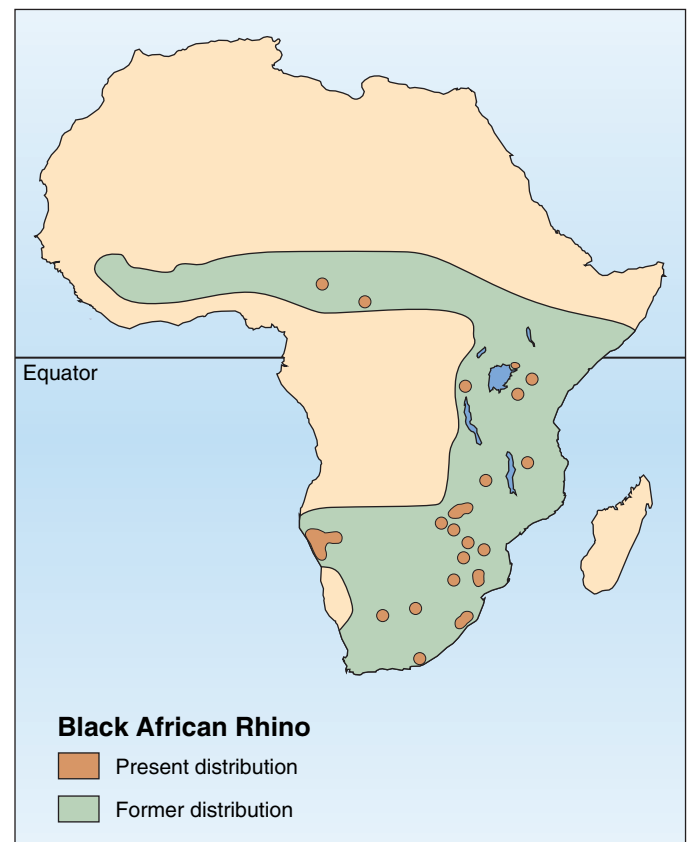 Equator
Black African Rhino
Present distribution
Former distribution